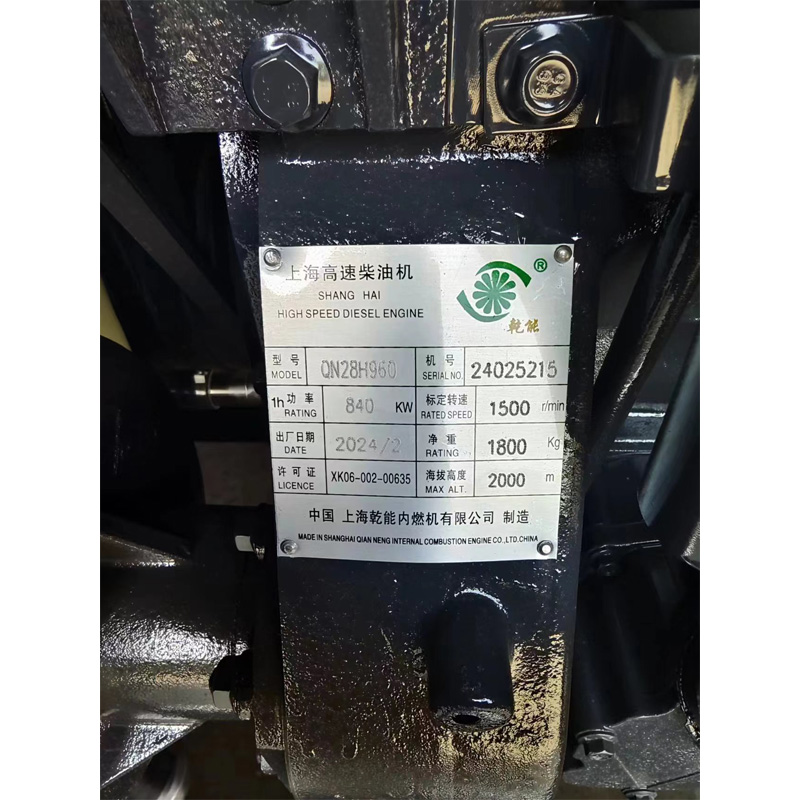 上海高速柴油机
SHANG HAI
HIGH SPEED DIESEL ENGINE
®
乾能
型号 MODEL QN28H960 机号 SERIAL NO. 24025215
1h功率 RATING 840 KW 标定转速 RATED SPEED 1500 r/min
出厂日期 DATE 2024/2 净重 RATING 1800 Kg
许可证 LICENCE XK06-002-00635 海拔高度 MAX ALT. 2000 m
中国 上海乾能内燃机有限公司 制造
MADE IN SHANGHAI QIAN NENG INTERNAL COMBUSTION ENGINE CO.,LTD.CHINA